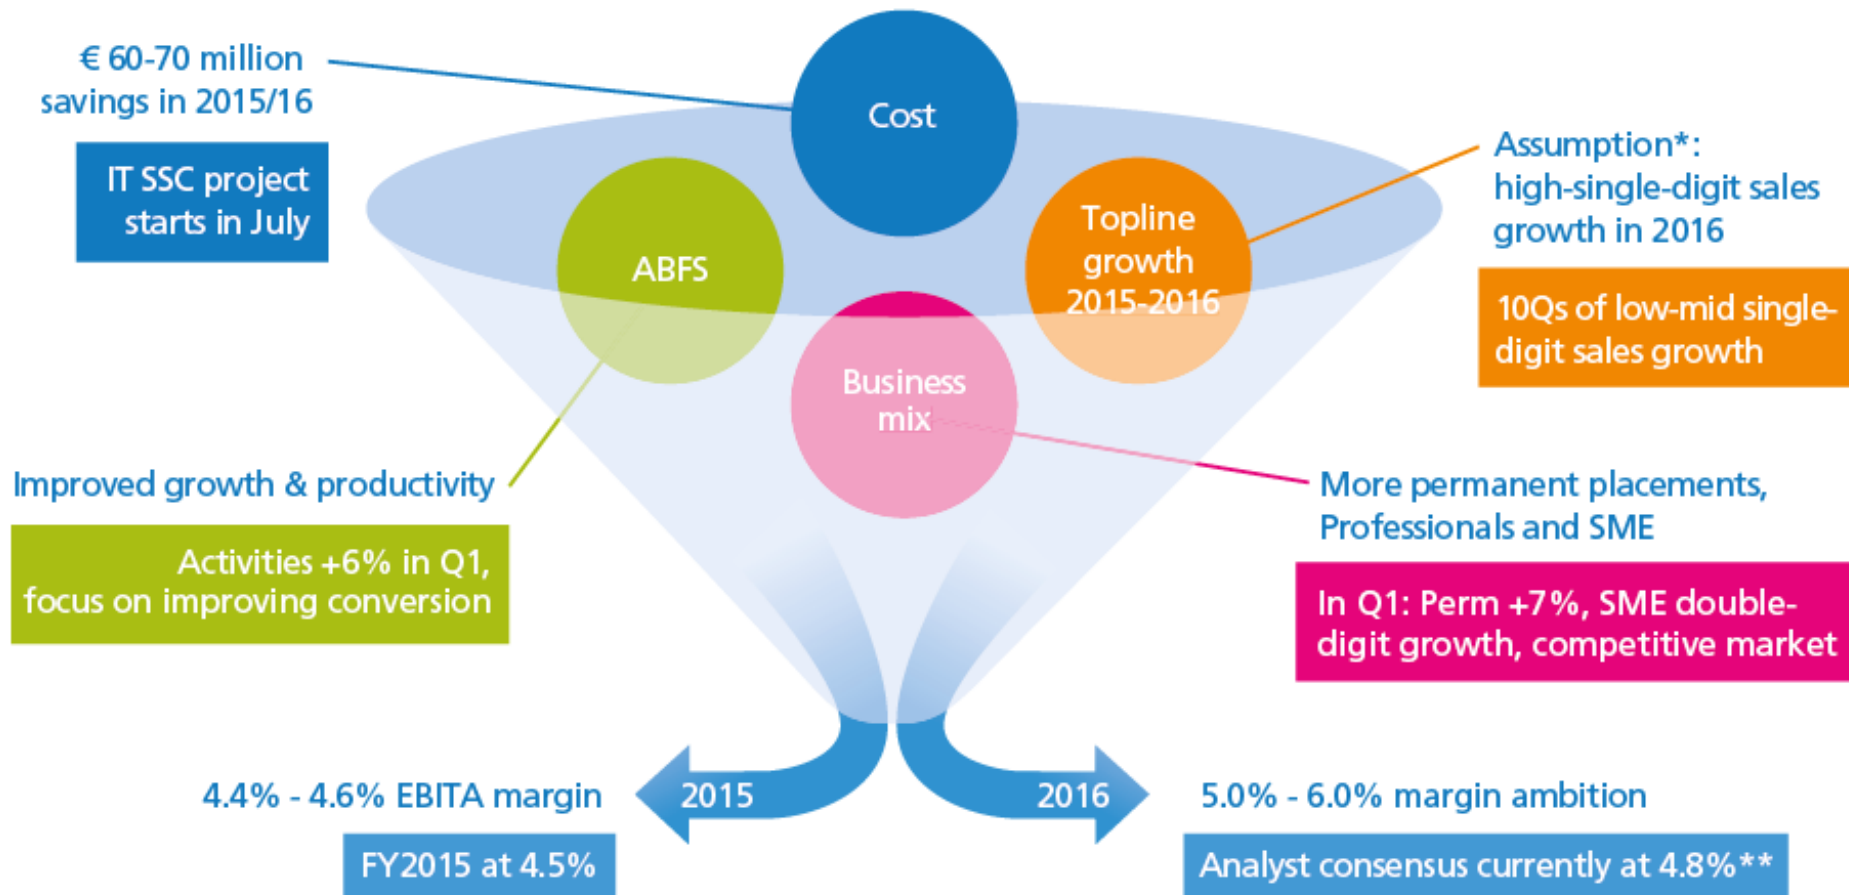 € 60-70 million
savings in 2015/16
IT SSC project
starts in July
Cost
ABFS
Topline
growth
2015-2016
Business
mix
Assumption*:
high-single-digit sales
growth in 2016
10Qs of low-mid single-
digit sales growth
Improved growth & productivity
Activities +6% in Q1,
focus on improving conversion
More permanent placements,
Professionals and SME
In Q1: Perm +7%, SME double-
digit growth, competitive market
4.4% - 4.6% EBITA margin
2015
FY2015 at 4.5%
2016
5.0% - 6.0% margin ambition
Analyst consensus currently at 4.8%**